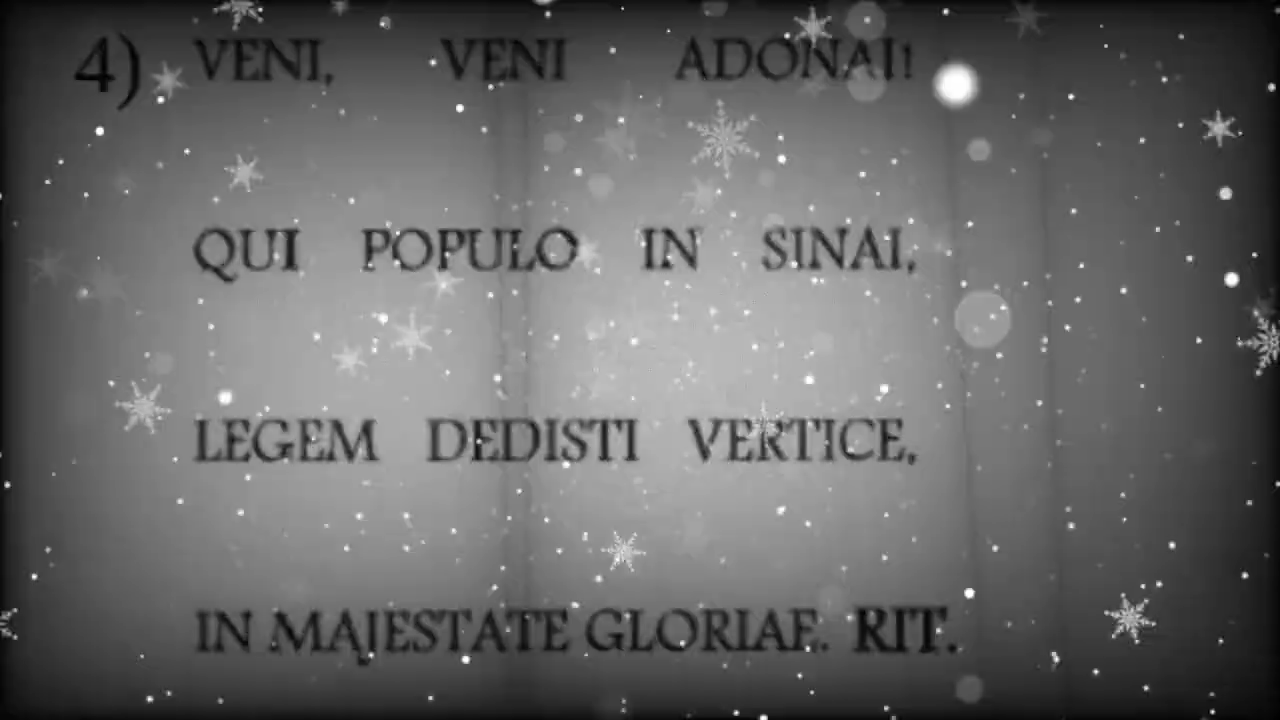 4) VENI, VENI ADONAI!
QUI POPULO IN SINAI,
LEGEM DEDISTI VERTICE,
IN MAJESTATE GLORIAE. RIT.